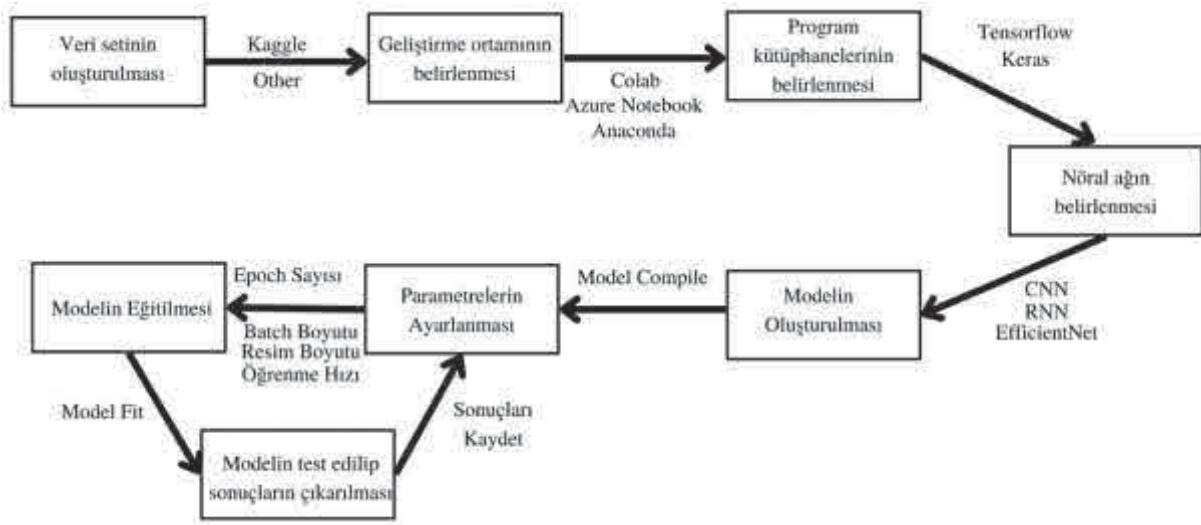 Veri setinin
oluşturulması
Kaggle
Other
Geliştirme ortamının
belirlenmesi
Colab
Azure Notebook
Anaconda
Program
kütüphanelerinin
belirlenmesi
Tensorflow
Keras
Nöral ağın
belirlenmesi
CNN
RNN
EfficientNet
Modelin
Oluşturulması
Model Compile
Parametrelerin
Ayarlanması
Epoch Sayısı
Batch Boyutu
Resim Boyutu
Öğrenme Hızı
Modelin Eğitilmesi
Model Fit
Modelin test edilip
sonuçların çıkarılması
Sonuçları
Kaydet